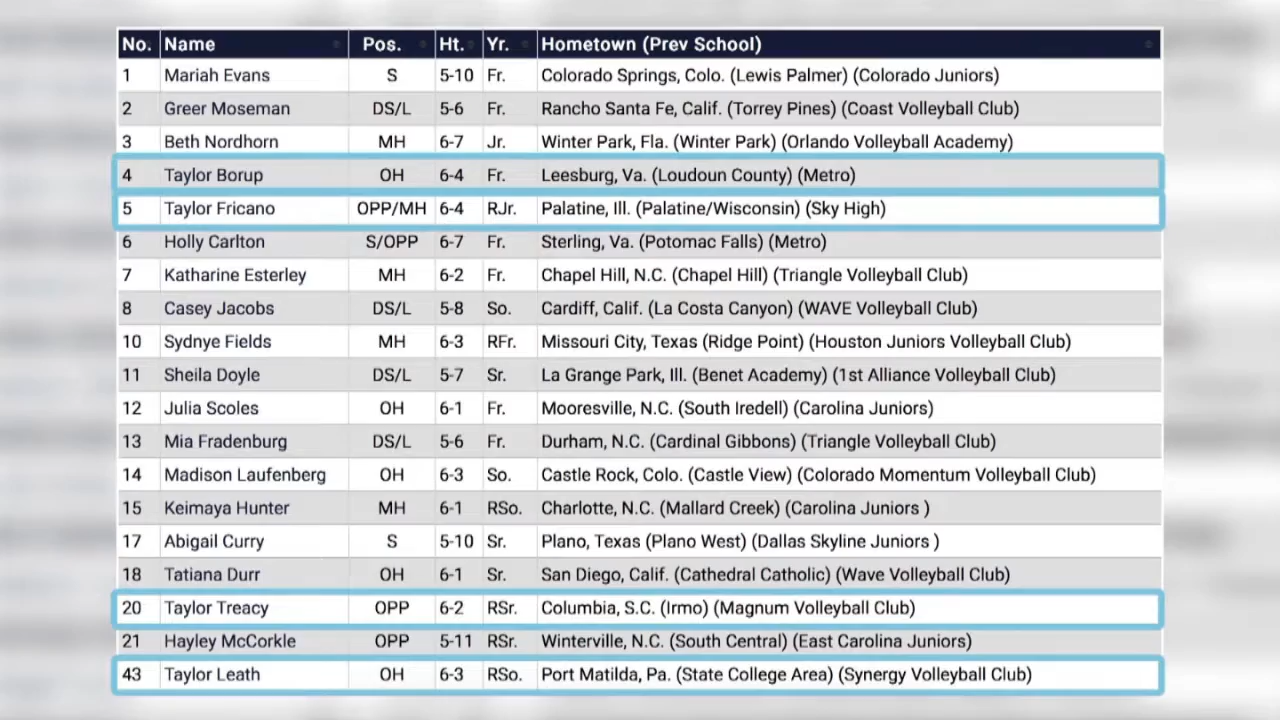 No. Name Pos. Ht. Yr. Hometown (Prev School)
1 Mariah Evans S 5-10 Fr. Colorado Springs, Colo. (Lewis Palmer) (Colorado Juniors)
2 Greer Moseman DS/L 5-6 Fr. Rancho Santa Fe, Calif. (Torrey Pines) (Coast Volleyball Club)
3 Beth Nordhorn MH 6-7 Jr. Winter Park, Fla. (Winter Park) (Orlando Volleyball Academy)
4 Taylor Borup OH 6-4 Fr. Leesburg, Va. (Loudoun County) (Metro)
5 Taylor Fricano OPP/MH 6-4 RJr. Palatine, Ill. (Palatine/Wisconsin) (Sky High)
6 Holly Carlton S/OPP 6-7 Fr. Sterling, Va. (Potomac Falls) (Metro)
7 Katharine Esterley MH 6-2 Fr. Chapel Hill, N.C. (Chapel Hill) (Triangle Volleyball Club)
8 Casey Jacobs DS/L 5-8 So. Cardiff, Calif. (La Costa Canyon) (WAVE Volleyball Club)
10 Sydnye Fields MH 6-3 RFr. Missouri City, Texas (Ridge Point) (Houston Juniors Volleyball Club)
11 Sheila Doyle DS/L 5-7 Sr. La Grange Park, Ill. (Benet Academy) (1st Alliance Volleyball Club)
12 Julia Scoles OH 6-1 Fr. Mooresville, N.C. (South Iredell) (Carolina Juniors)
13 Mia Fradenburg DS/L 5-6 Fr. Durham, N.C. (Cardinal Gibbons) (Triangle Volleyball Club)
14 Madison Laufenberg OH 6-3 So. Castle Rock, Colo. (Castle View) (Colorado Momentum Volleyball Club)
15 Keimaya Hunter MH 6-1 RSo. Charlotte, N.C. (Mallard Creek) (Carolina Juniors )
17 Abigail Curry S 5-10 Sr. Plano, Texas (Plano West) (Dallas Skyline Juniors )
18 Tatiana Durr OH 6-1 Sr. San Diego, Calif. (Cathedral Catholic) (Wave Volleyball Club)
20 Taylor Treacy OPP 6-2 RSr. Columbia, S.C. (Irmo) (Magnum Volleyball Club)
21 Hayley McCorkle OPP 5-11 RSr. Winterville, N.C. (South Central) (East Carolina Juniors)
43 Taylor Leath OH 6-3 RSo. Port Matilda, Pa. (State College Area) (Synergy Volleyball Club)